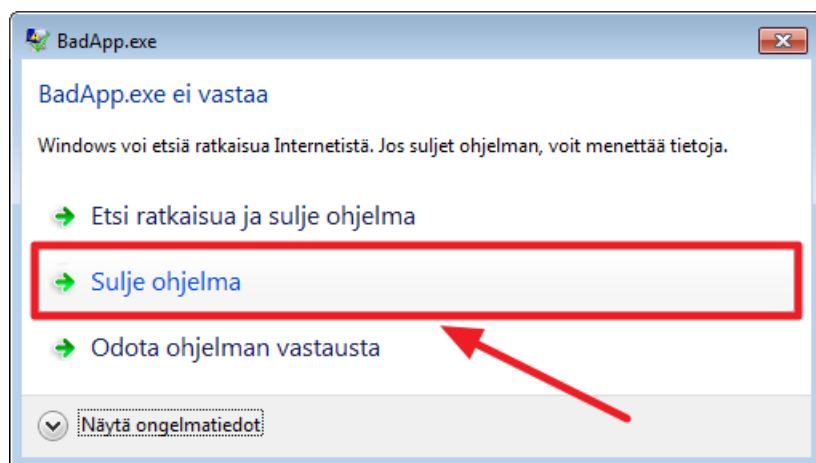 BadApp.exe
BadApp.exe ei vastaa
Windows voi etsiä ratkaisua Internetistä. Jos suljet ohjelman, voit menettää tietoja.
Etsi ratkaisua ja sulje ohjelma
Sulje ohjelma
Odota ohjelman vastausta
Näytä ongelmatiedot